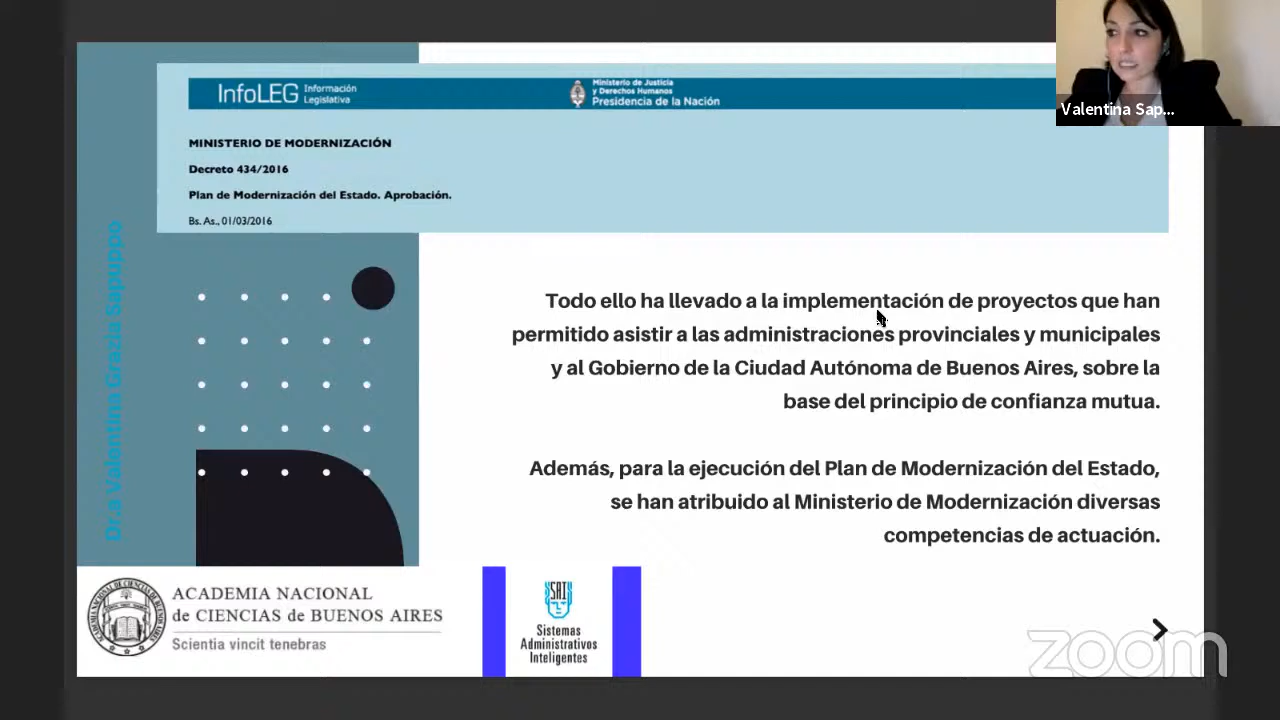 InfoLEG Información
Legislativa
Ministerio de Justicia
y Derechos Humanos
Presidencia de la Nación
Valentina Sap...
MINISTERIO DE MODERNIZACIÓN
Decreto 434/2016
Plan de Modernización del Estado. Aprobación.
Bs. As., 01/03/2016
Dr.a Valentina Grazia Sapuppo
Todo ello ha llevado a la implementación de proyectos que han
permitido asistir a las administraciones provinciales y municipales
y al Gobierno de la Ciudad Autónoma de Buenos Aires, sobre la
base del principio de confianza mutua.
Además, para la ejecución del Plan de Modernización del Estado,
se han atribuido al Ministerio de Modernización diversas
competencias de actuación.
ACADEMIA NACIONAL
de CIENCIAS de BUENOS AIRES
Scientia vincit tenebras
SAI
Sistemas
Administrativos
Inteligentes
zoom